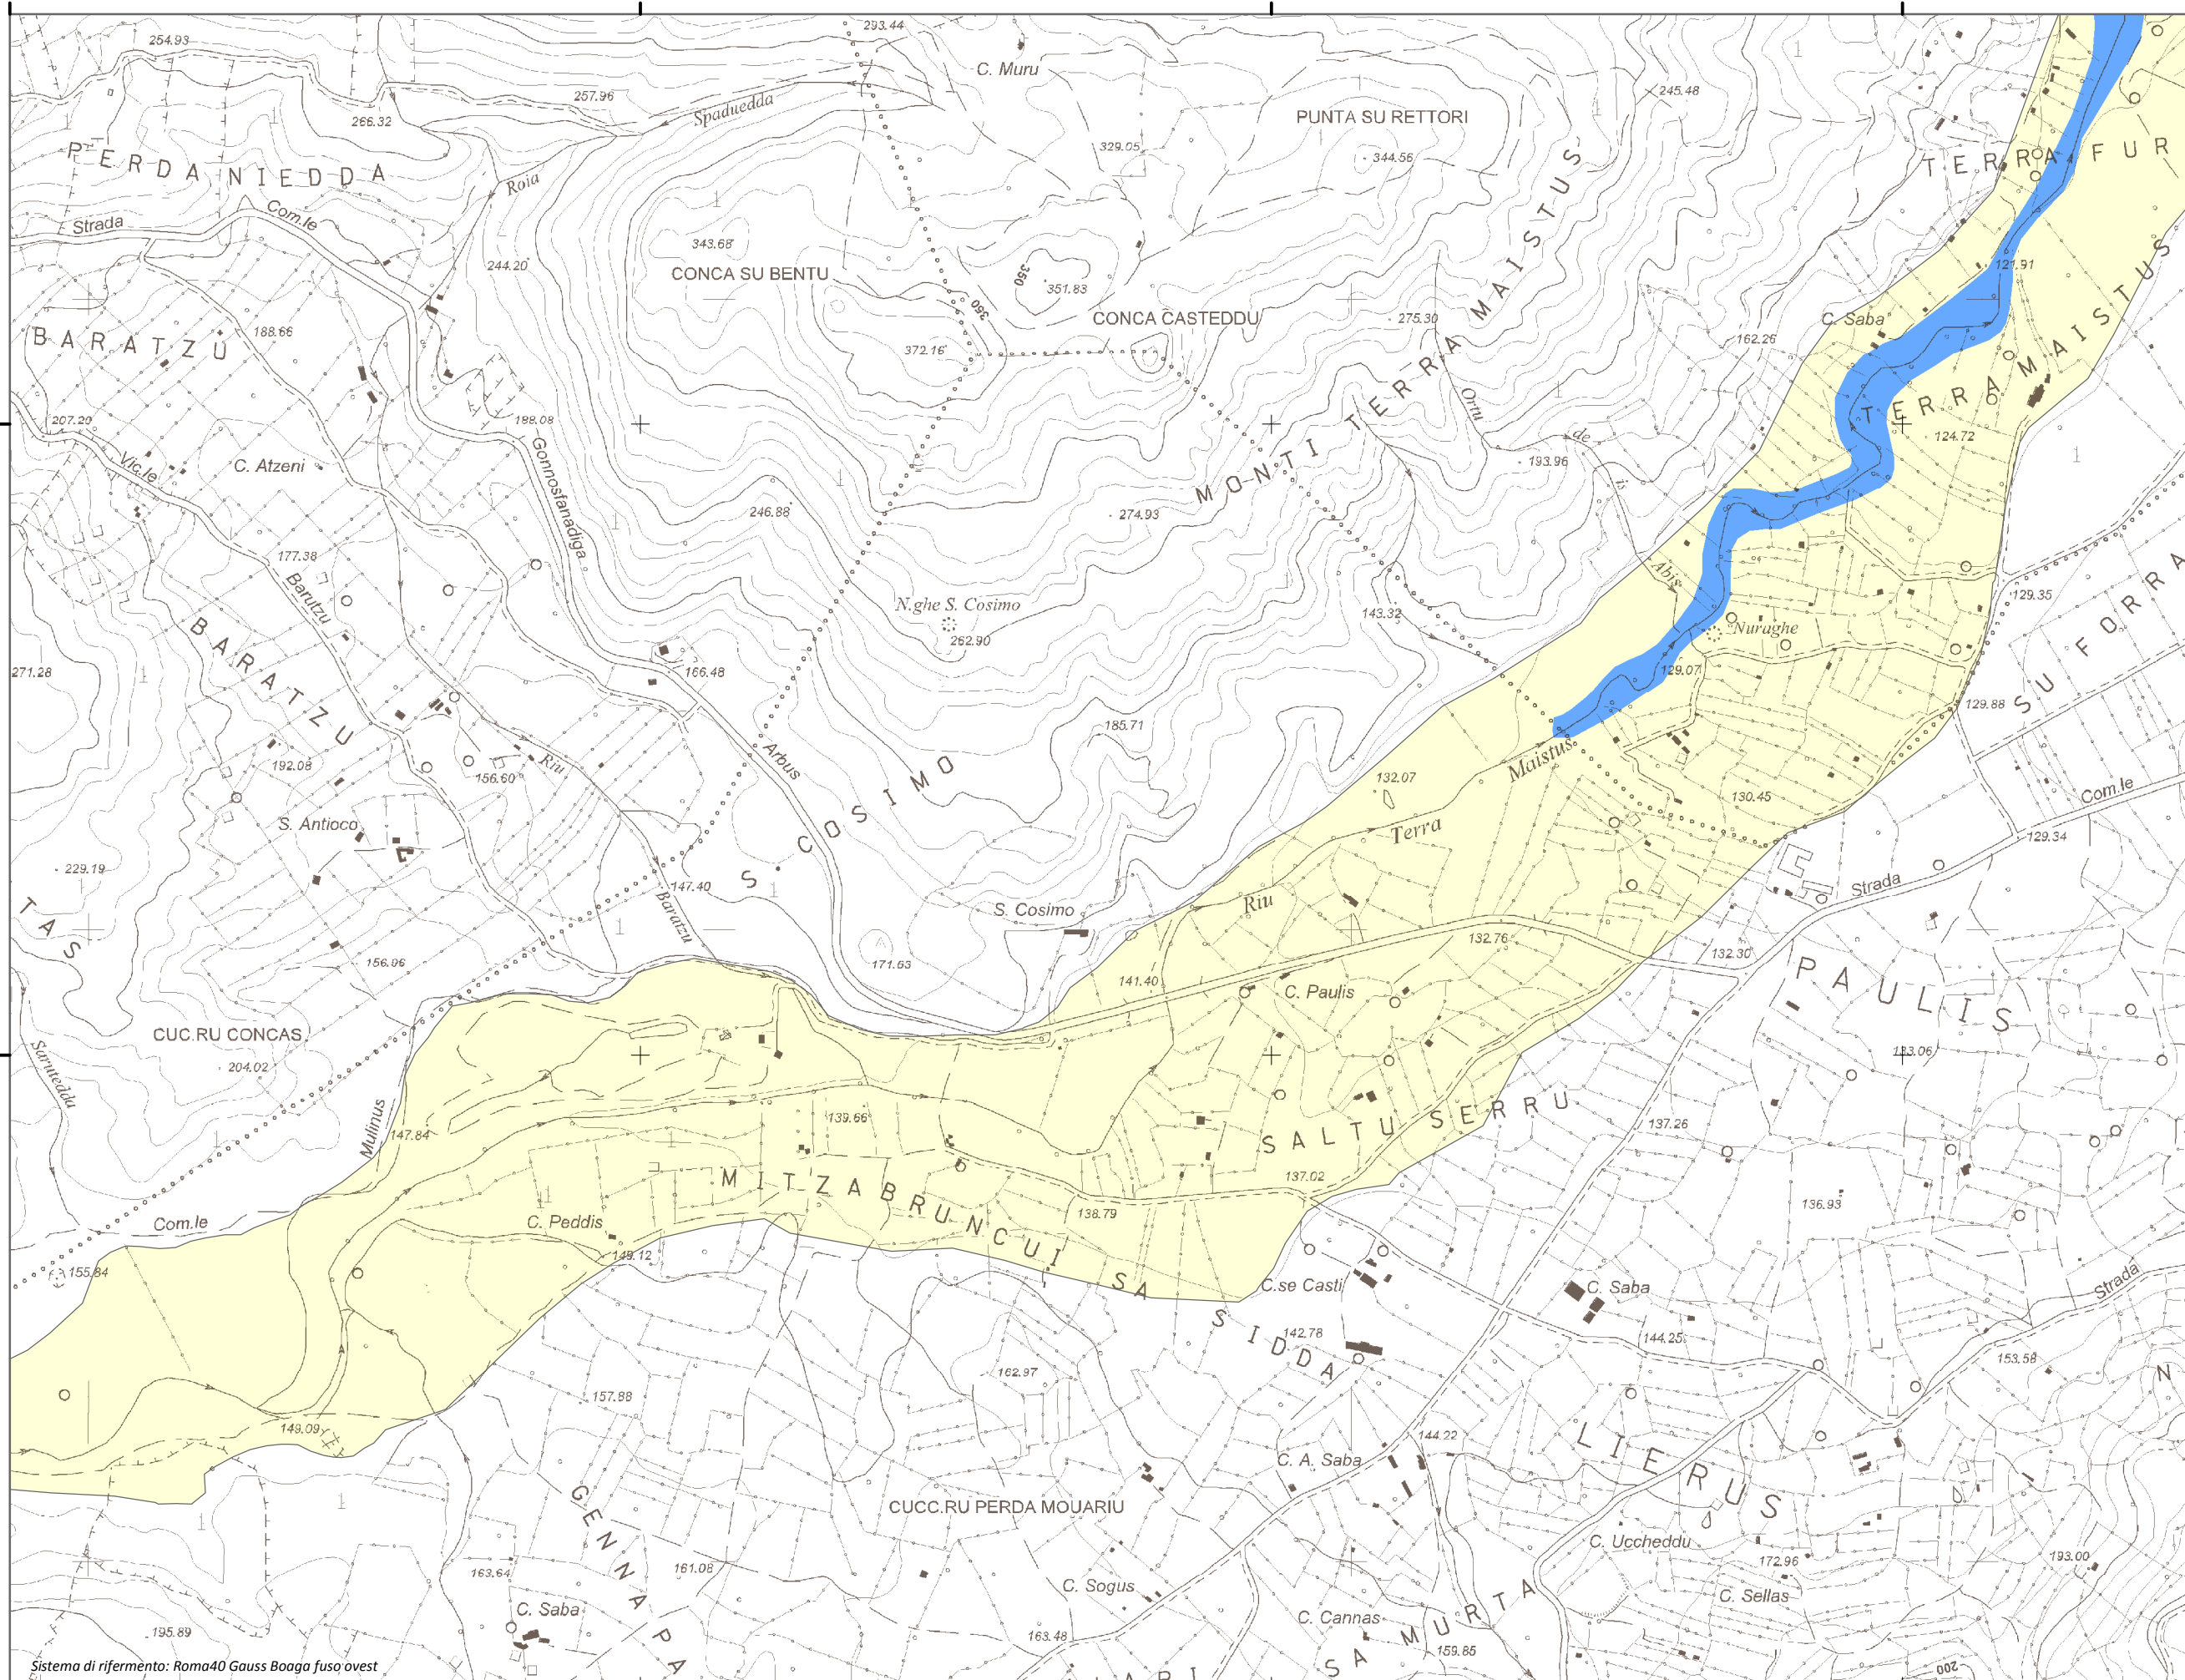 293.44
254.93
C. Muru
257.96
245.48
Spaduedda
PUNTA SU RETTORI
266.32
329.05
344.56
TERRA FUR
PERDA NIEDDA
Roia
Com.le
Strada
343.68
244.20
CONCA SU BENTU
350
351.83
121.91
350
CONCA CASTEDDU
275.30
C. Saba
188.66
162.26
BARATZU
372.16
MONTI TERRA MAISTUS
TERRA MAISTUS
Ortu
207.20
188.08
de
124.72
Vic.le
C. Atzeni
Gonnosfanadiga
193.96
is
246.88
274.93
177.38
Barutzu
Abis
N.ghe S. Cosimo
129.35
143.32
Nurughe
262.90
SU FORRA
BARATZU
271.28
166.48
129.07
129.88
185.71
Arbus
Maistus
192.08
Riu
156.60
132.07
130.45
Com.le
S. COSIMO
S. Antioco
Terra
129.34
229.19
147.40
Strada
TAS
Baratzu
S. Cosimo
Riu
132.76
156.96
171.63
132.30
141.40
C. Paulis
PAULIS
CUC.RU CONCAS
133.06
204.02
Sarutedda
Mulinus
139.66
SALTU SERRU
137.26
147.84
137.02
MITZA BRUNCUI SA SIDDA
136.93
138.79
Com.le
C. Peddis
149.12
155.84
C.se Casti
C. Saba
Strada
142.78
144.25
153.58
162.97
N
157.88
149.09
144.22
LIERUS
C. A. Saba
GENNA PA
CUCC.RU PERDA MOUARIU
C. Uccheddu
172.96
193.00
163.64
161.08
C. Sogus
C. Sellas
C. Saba
C. Cannas
SA MURTA
195.89
163.48
159.85
200
Sistema di rifermento: Roma40 Gauss Boaga fuso ovest